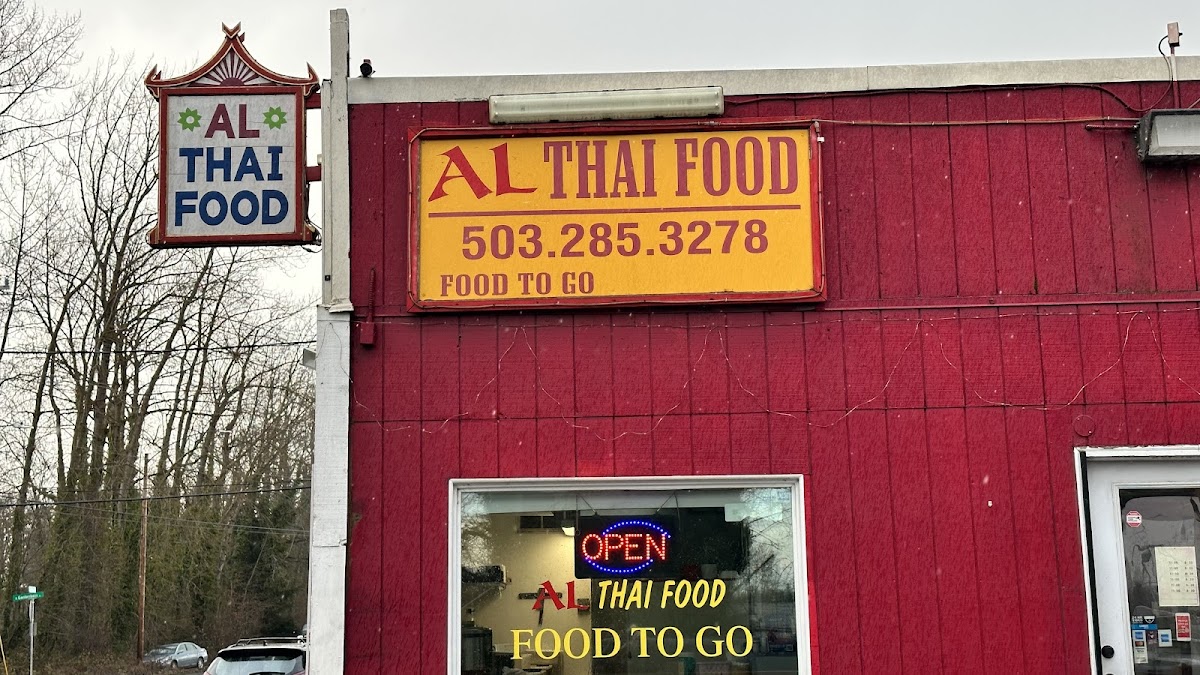 AL
THAI
FOOD
AL THAI FOOD
503.285.3278
FOOD TO GO
OPEN
AL THAI FOOD
FOOD TO GO